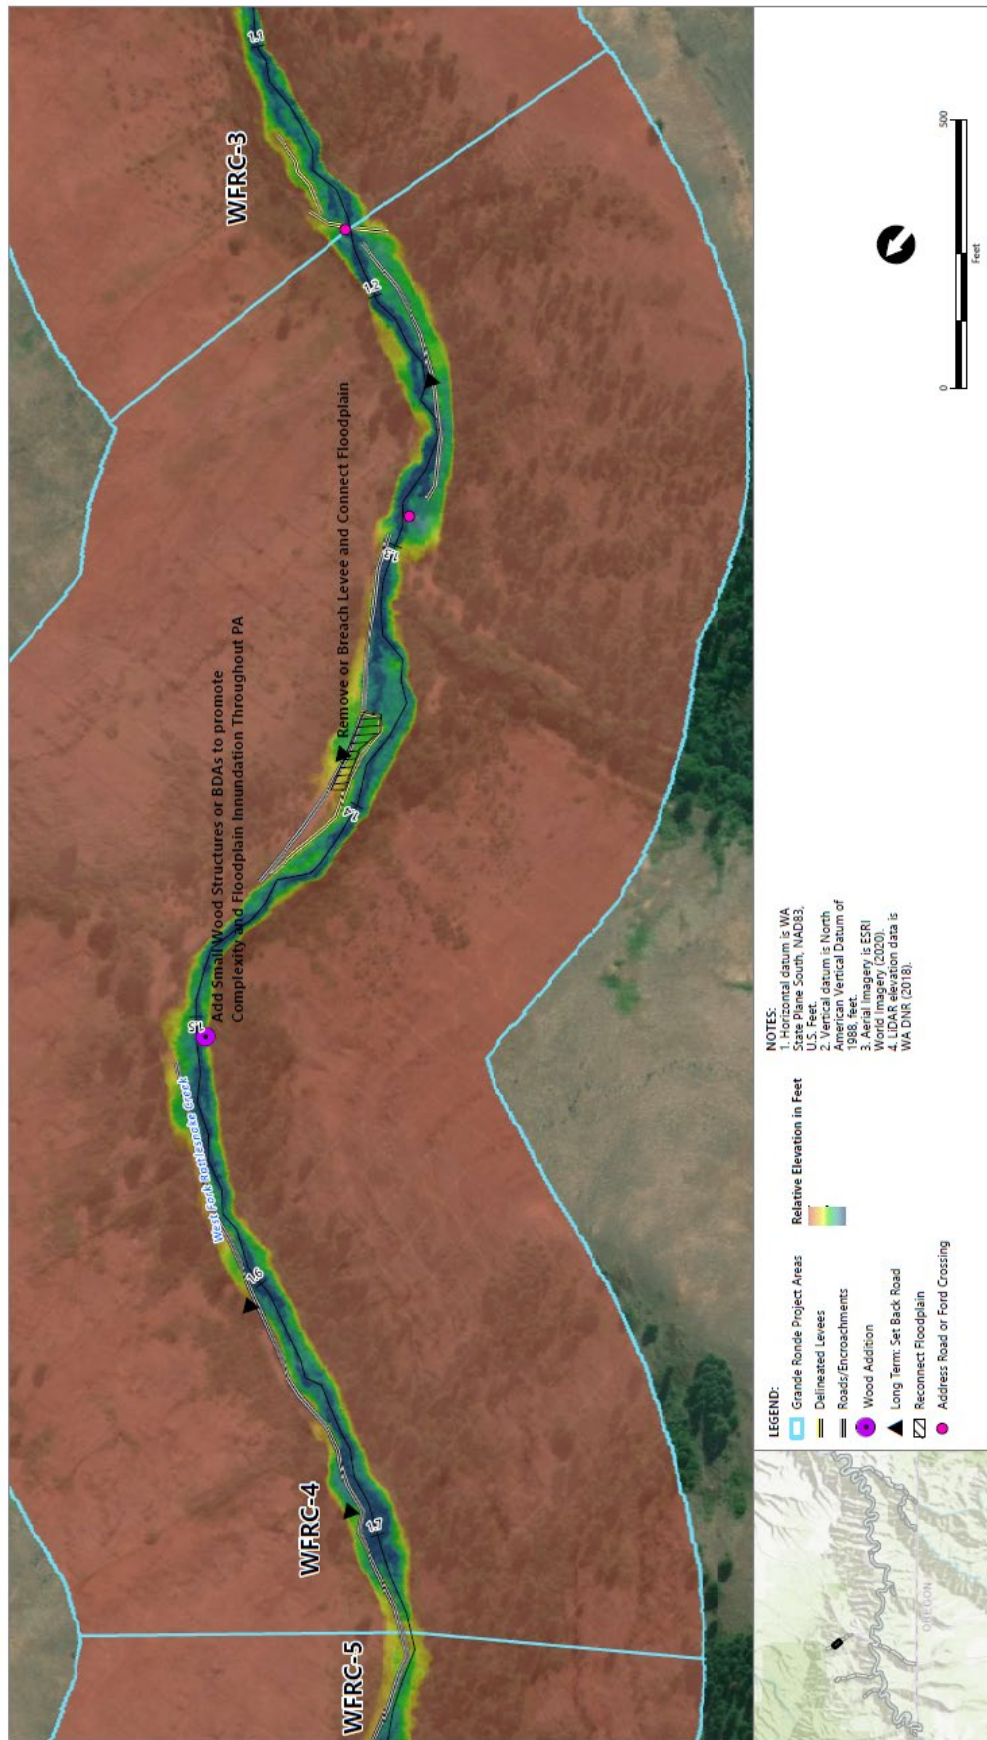 WFRC-3
WFRC-4
WFRC-5
1.1
1.2
1.3
1.4
1.5
1.6
1.7
West Fork Rattlesnake Creek
Add Small Wood Structures or BDAs to promote
Complexity and Floodplain Innundation Throughout PA
Remove or Breach Levee and Connect Floodplain
LEGEND:
Grande Ronde Project Areas
Delineated Levees
Roads/Encroachments
Wood Addition
Long Term: Set Back Road
Reconnect Floodplain
Address Road or Ford Crossing
Relative Elevation in Feet
NOTES:
1. Horizontal datum is WA
State Plane South, NAD83,
U.S. Feet.
2. Vertical datum is North
American Vertical Datum of
1988, feet.
3. Aerial Imagery is ESRI
World Imagery (2020).
4. LiDAR elevation data is
WA DNR (2018).
0
500
Feet
OREGON